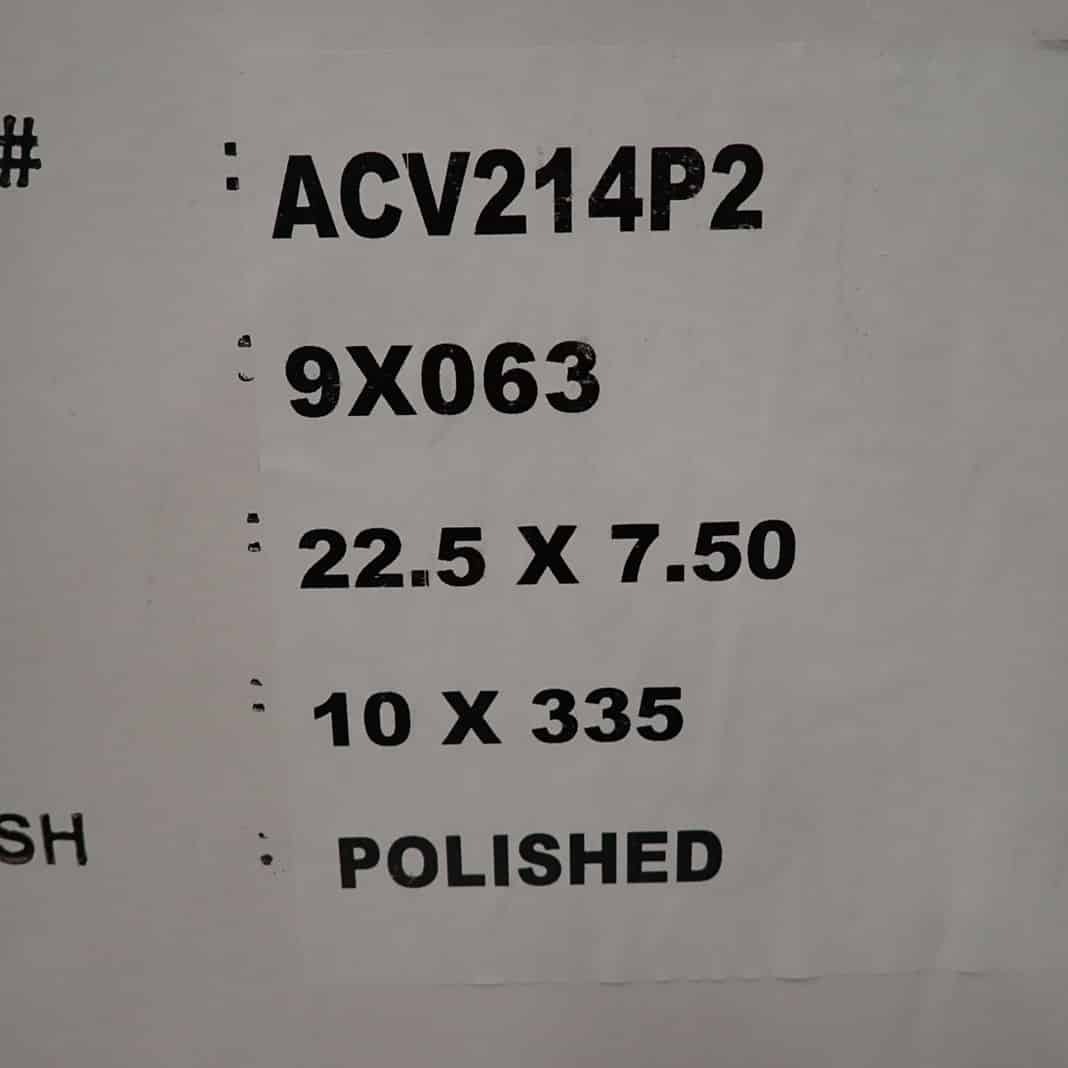 # : ACV214P2
: 9X063
: 22.5 X 7.50
: 10 X 335
SH : POLISHED